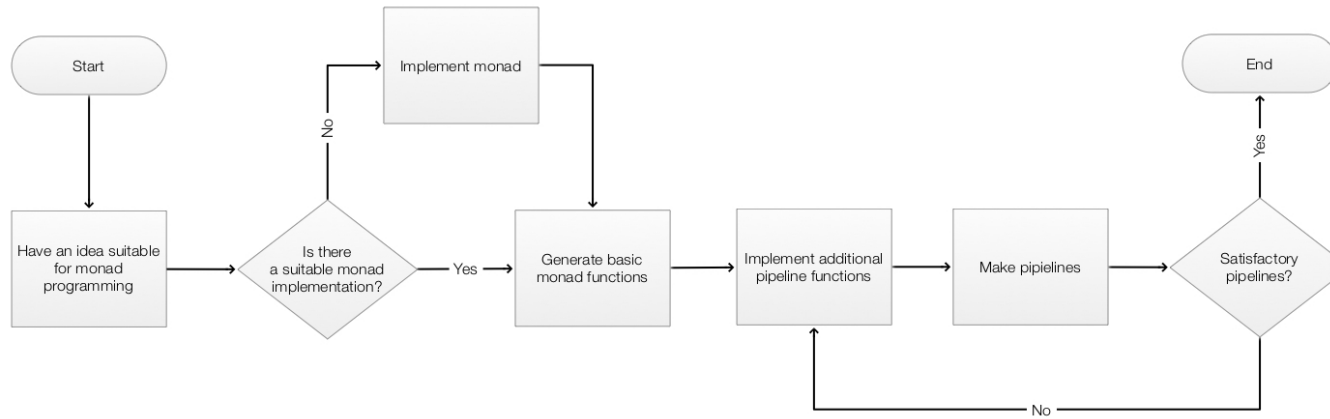 Start
Have an idea suitable
for monad
programming
Is there
a suitable monad
implementation?
No
Implement monad
Yes
Generate basic
monad functions
Implement additional
pipeline functions
Make pipielines
Satisfactory
pipelines?
No
Yes
End